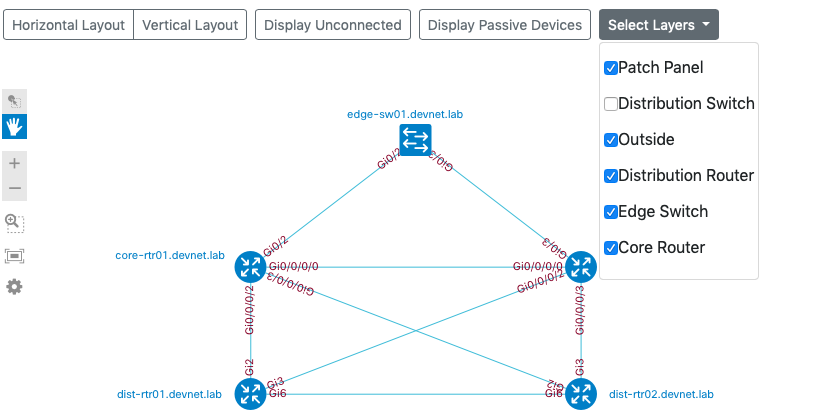 Horizontal Layout
Vertical Layout
Display Unconnected
Display Passive Devices
Select Layers
Patch Panel
Distribution Switch
Outside
Distribution Router
Edge Switch
Core Router
edge-sw01.devnet.lab
Gi0/2
Gi0/3
Gi0/2
Gi0/3
core-rtr01.devnet.lab
Gi0/0/0/0
Gi0/0/0/0
Gi0/0/0/3
Gi0/0/0/2
Gi0/0/0/2
Gi0/0/0/3
Gi2
Gi3
Gi2
Gi3
dist-rtr01.devnet.lab
Gi6
Gi6
dist-rtr02.devnet.lab